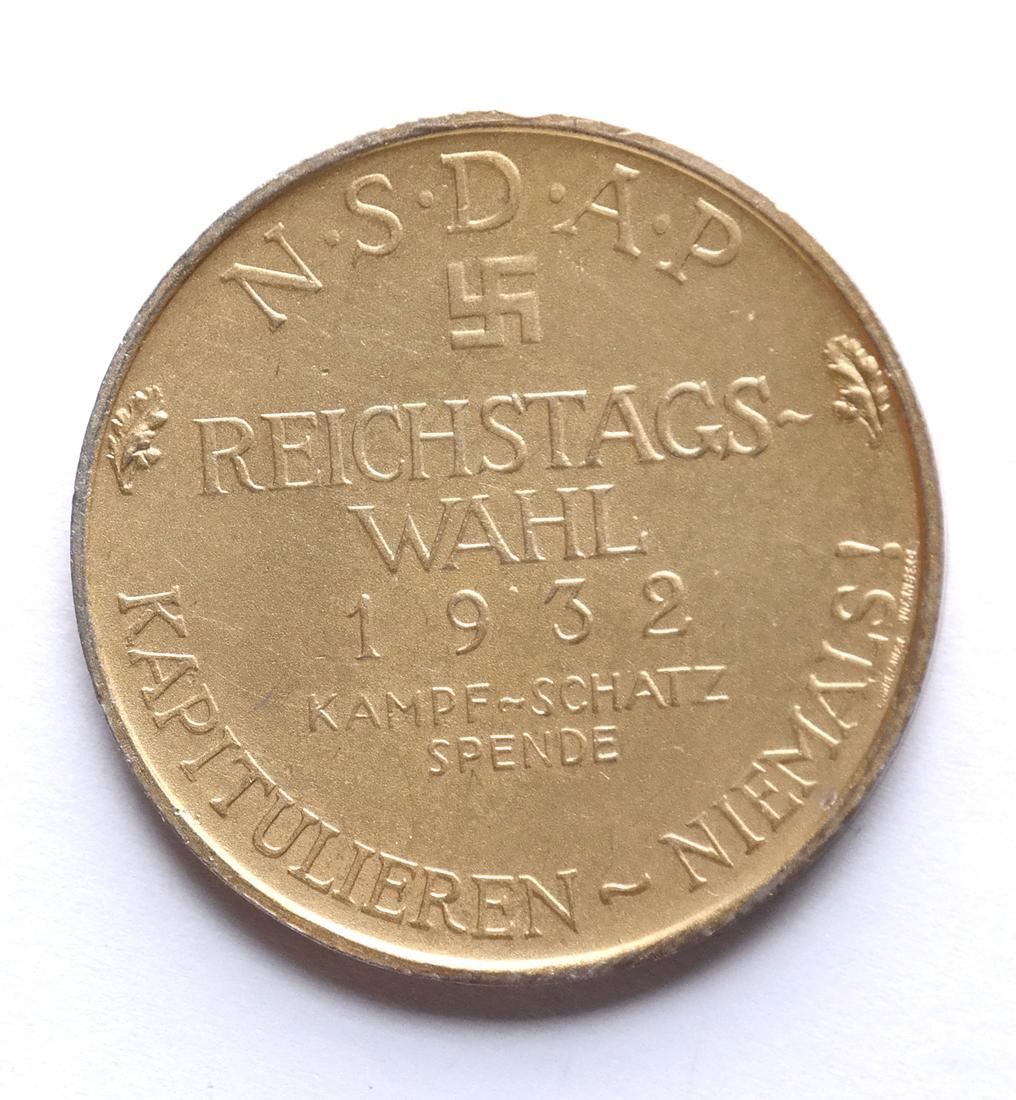 N·S·D·A·P
REICHSTAGS~
WAHL
1932
KAMPF~SCHATZ
SPENDE
KAPITULIEREN ~ NIEMALS!